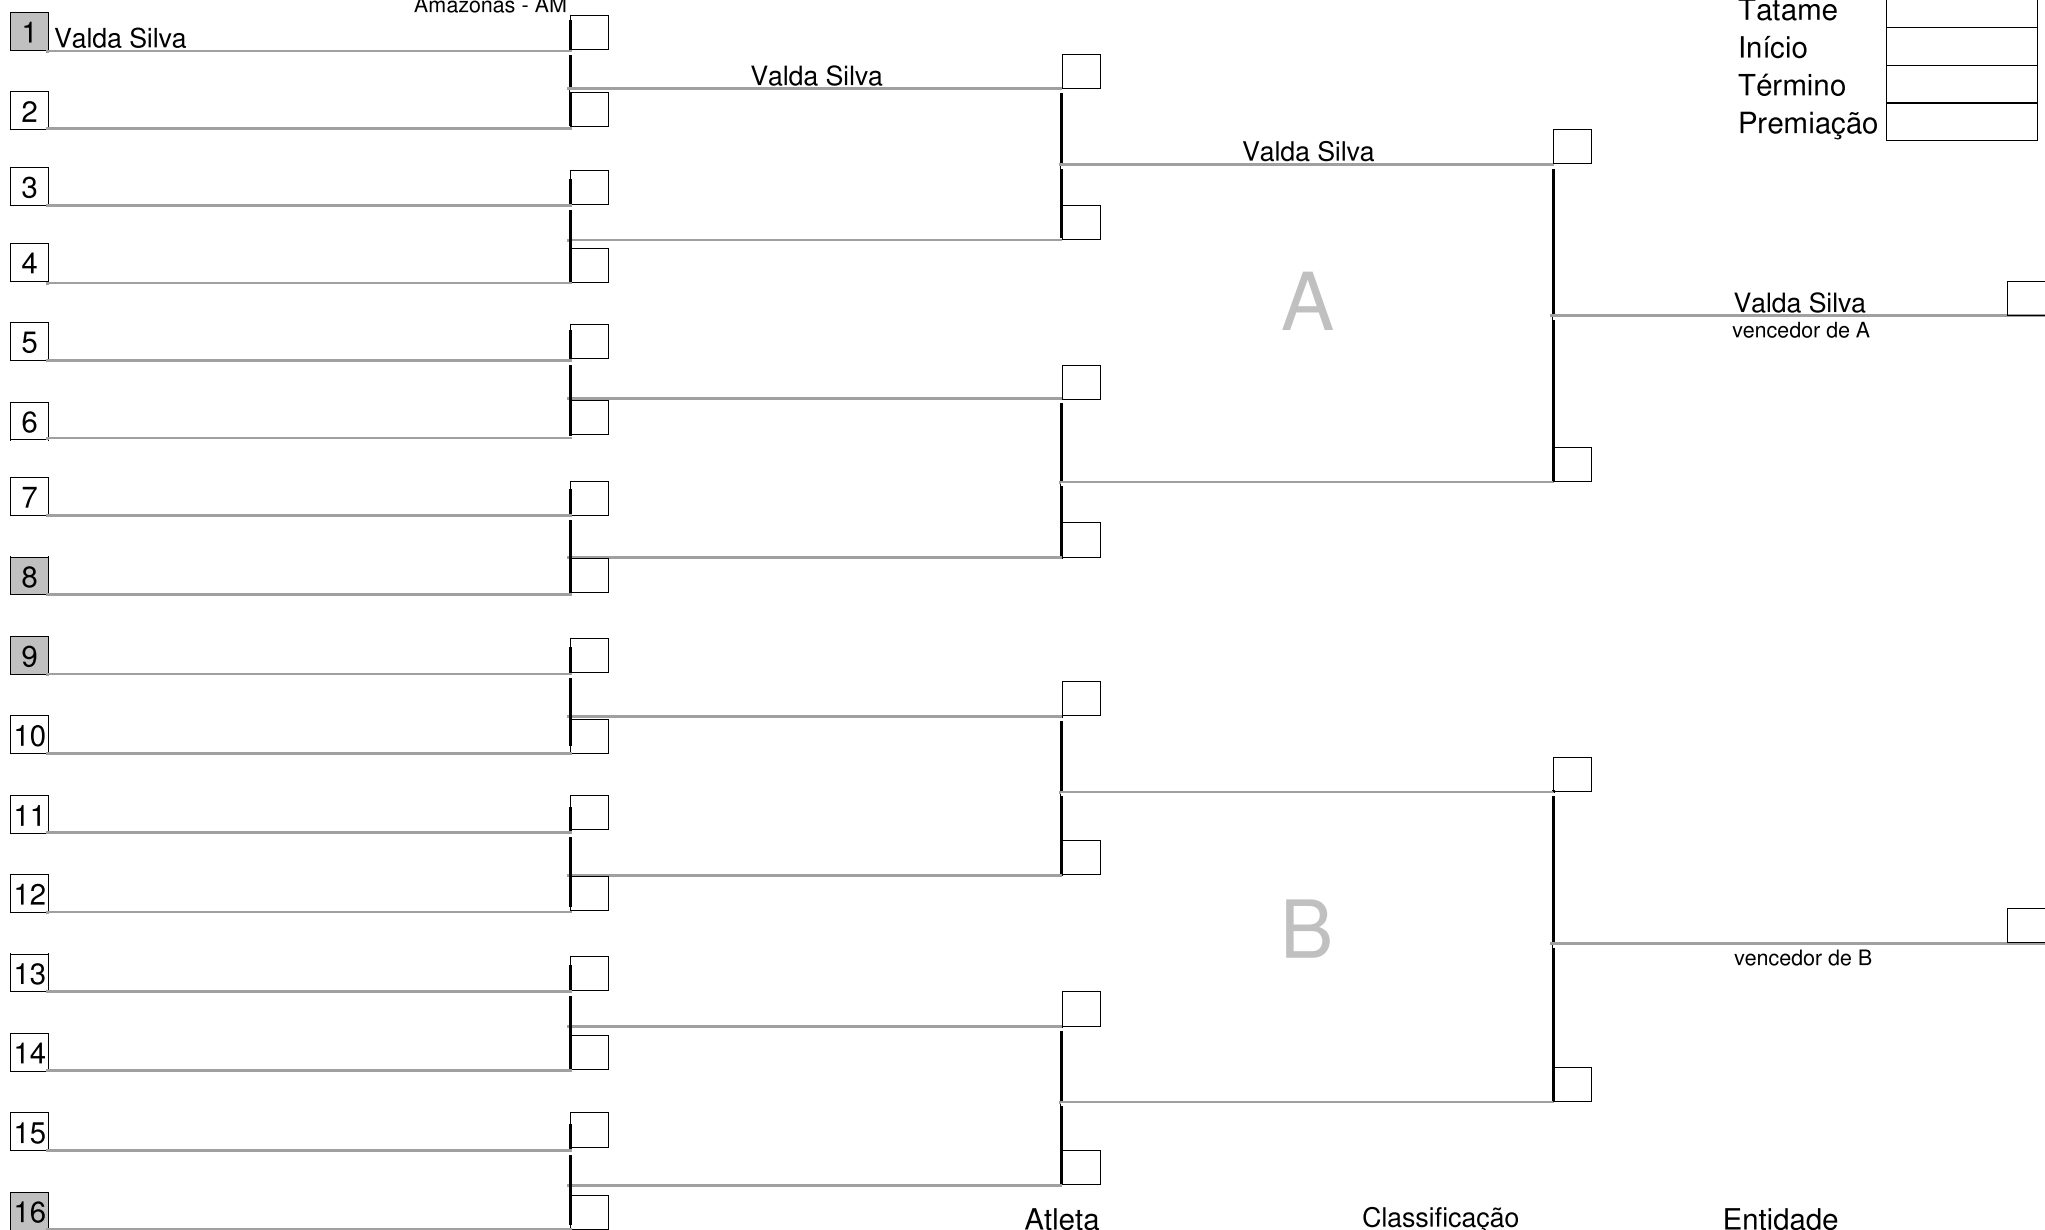 Amazonas - AM
Tatame
1 Valda Silva
Início
Valda Silva
Término
2
Premiação
Valda Silva
3
4
A
Valda Silva
vencedor de A
5
6
7
8
9
10
11
12
B
vencedor de B
13
14
15
16
Atleta Classificação Entidade